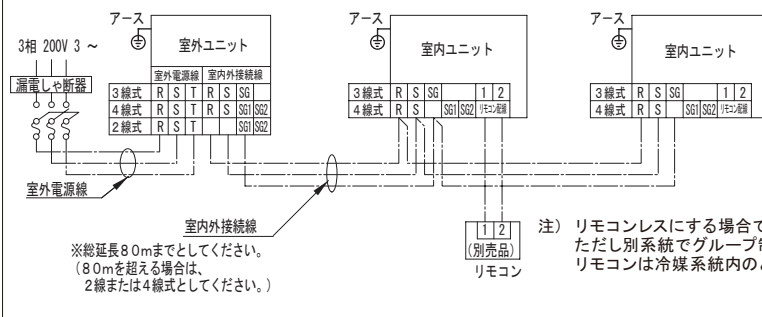 アース
3相 200V 3 ～
漏電しゃ断器
室外ユニット
室外電源線 室内外接続線
3線式 R S T R S SG
4線式 R S T R S SG1 SG2
2線式 R S T SG1 SG2
室外電源線
室内外接続線
※総延長80mまでとしてください。
(80mを超える場合は、
2線または4線式としてください。)
アース
室内ユニット
3線式 R S SG 1 2
4線式 R S SG1 SG2 リモコン配線
1 2
(別売品)
リモコン
アース
室内ユニット
3線式 R S SG 1 2
4線式 R S SG1 SG2 リモコン配線
注) リモコンレスにする場合で
ただし別系統でグループ
リモコンは冷媒系統内の